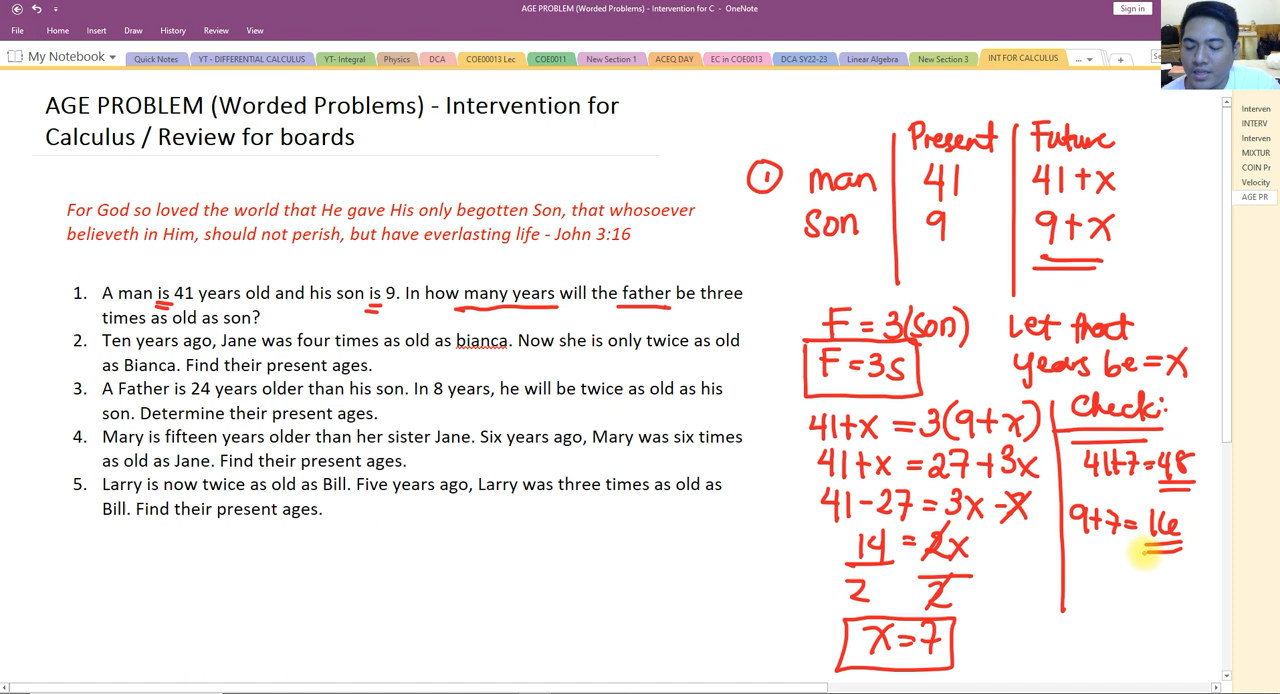 AGE PROBLEM (Worded Problems) - Intervention for C - OneNote
Sign in
File Home Insert Draw History Review View
My Notebook
Quick Notes
YT - DIFFERENTIAL CALCULUS
YT- Integral
Physics
DCA
COE0013 Lec
COE0011
New Section 1
ACEQ DAY
EC in COE0013
DCA SY22-23
Linear Algebra
New Section 3
INT FOR CALCULUS
...
Interven
INTERV
Interven
MIXTUR
COIN Pr
Velocity
AGE PR
AGE PROBLEM (Worded Problems) - Intervention for
Calculus / Review for boards
For God so loved the world that He gave His only begotten Son, that whosoever
believeth in Him, should not perish, but have everlasting life - John 3:16
1. A man is 41 years old and his son is 9. In how many years will the father be three
times as old as son?
2. Ten years ago, Jane was four times as old as bianca. Now she is only twice as old
as Bianca. Find their present ages.
3. A Father is 24 years older than his son. In 8 years, he will be twice as old as his
son. Determine their present ages.
4. Mary is fifteen years older than her sister Jane. Six years ago, Mary was six times
as old as Jane. Find their present ages.
5. Larry is now twice as old as Bill. Five years ago, Larry was three times as old as
Bill. Find their present ages.
Present Future
① man 41 41+x
son 9 9+x
F = 3(son)
F = 3s
Let that
years be = x
41+x = 3(9+x)
41+x = 27+3x
41-27 = 3x-x
14 = 2x
2 2
x=7
Check:
41+7=48
9+7=16